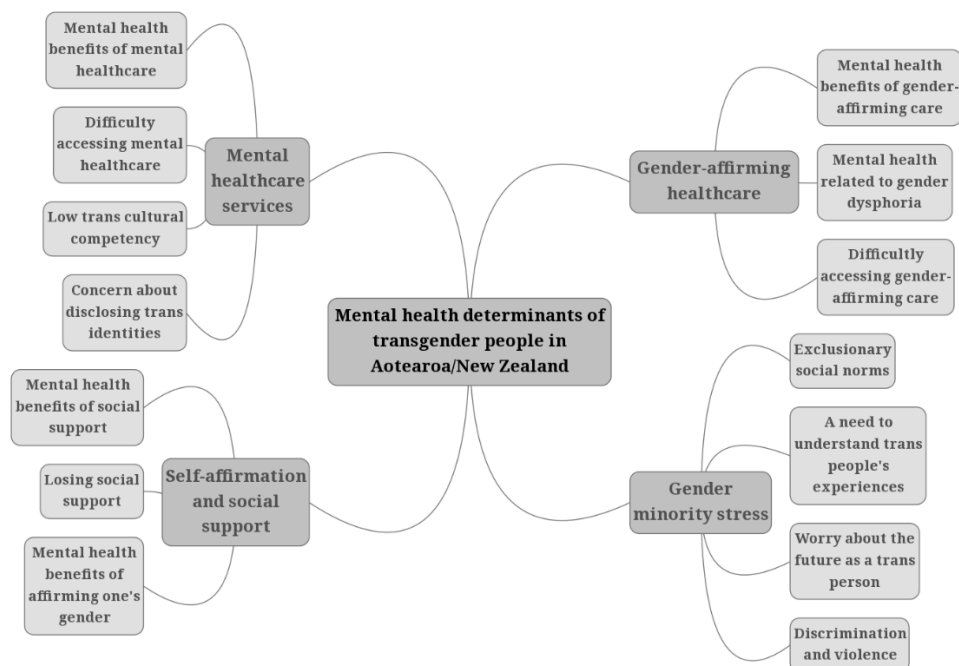 Mental health
benefits of mental
healthcare
Difficulty
accessing mental
healthcare
Low trans cultural
competency
Concern about
disclosing trans
identities
Mental
healthcare
services
Mental health
benefits of social
support
Losing social
support
Mental health
benefits of
affirming one's
gender
Self-affirmation
and social
support
Mental health determinants of
transgender people in
Aotearoa/New Zealand
Gender-affirming
healthcare
Mental health
benefits of gender-
affirming care
Mental health
related to gender
dysphoria
Difficultly
accessing gender-
affirming care
Gender
minority stress
Exclusionary
social norms
A need to
understand trans
people's
experiences
Worry about the
future as a trans
person
Discrimination
and violence